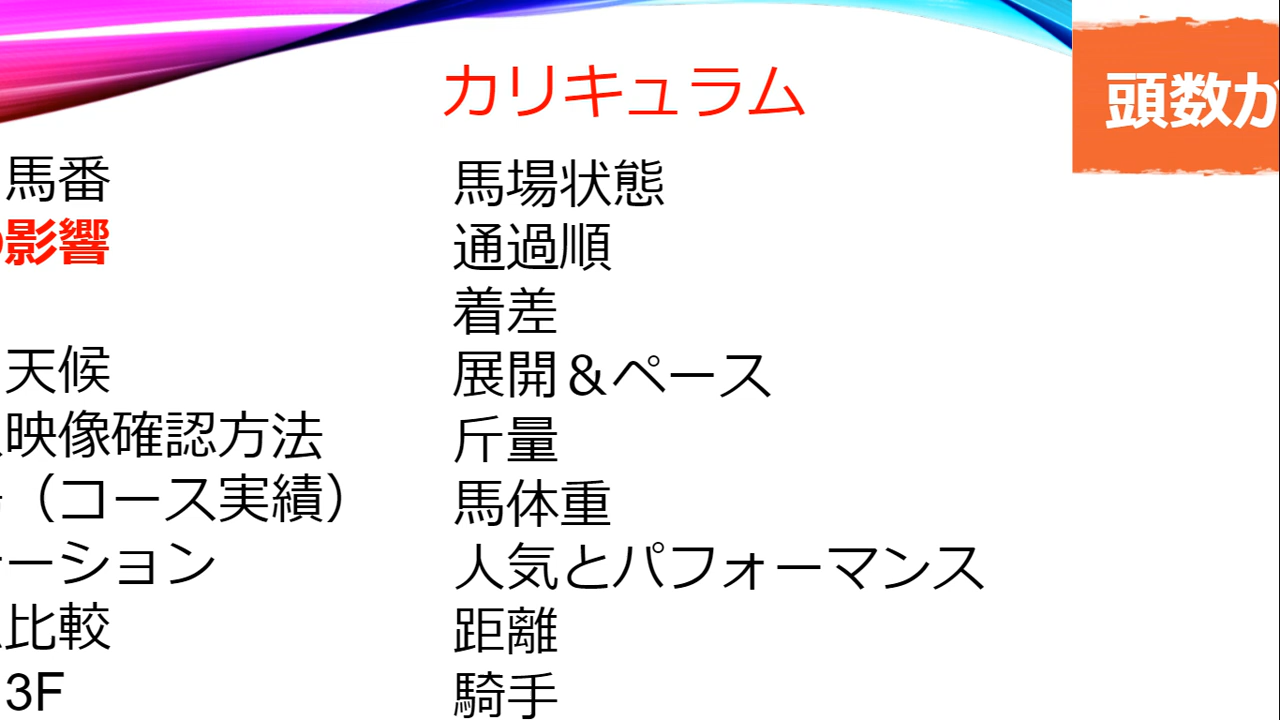 カリキュラム
頭数か
馬番
の影響
天候
映像確認方法
（コース実績）
ーション
比較
3F
馬場状態
通過順
着差
展開＆ペース
斤量
馬体重
人気とパフォーマンス
距離
騎手